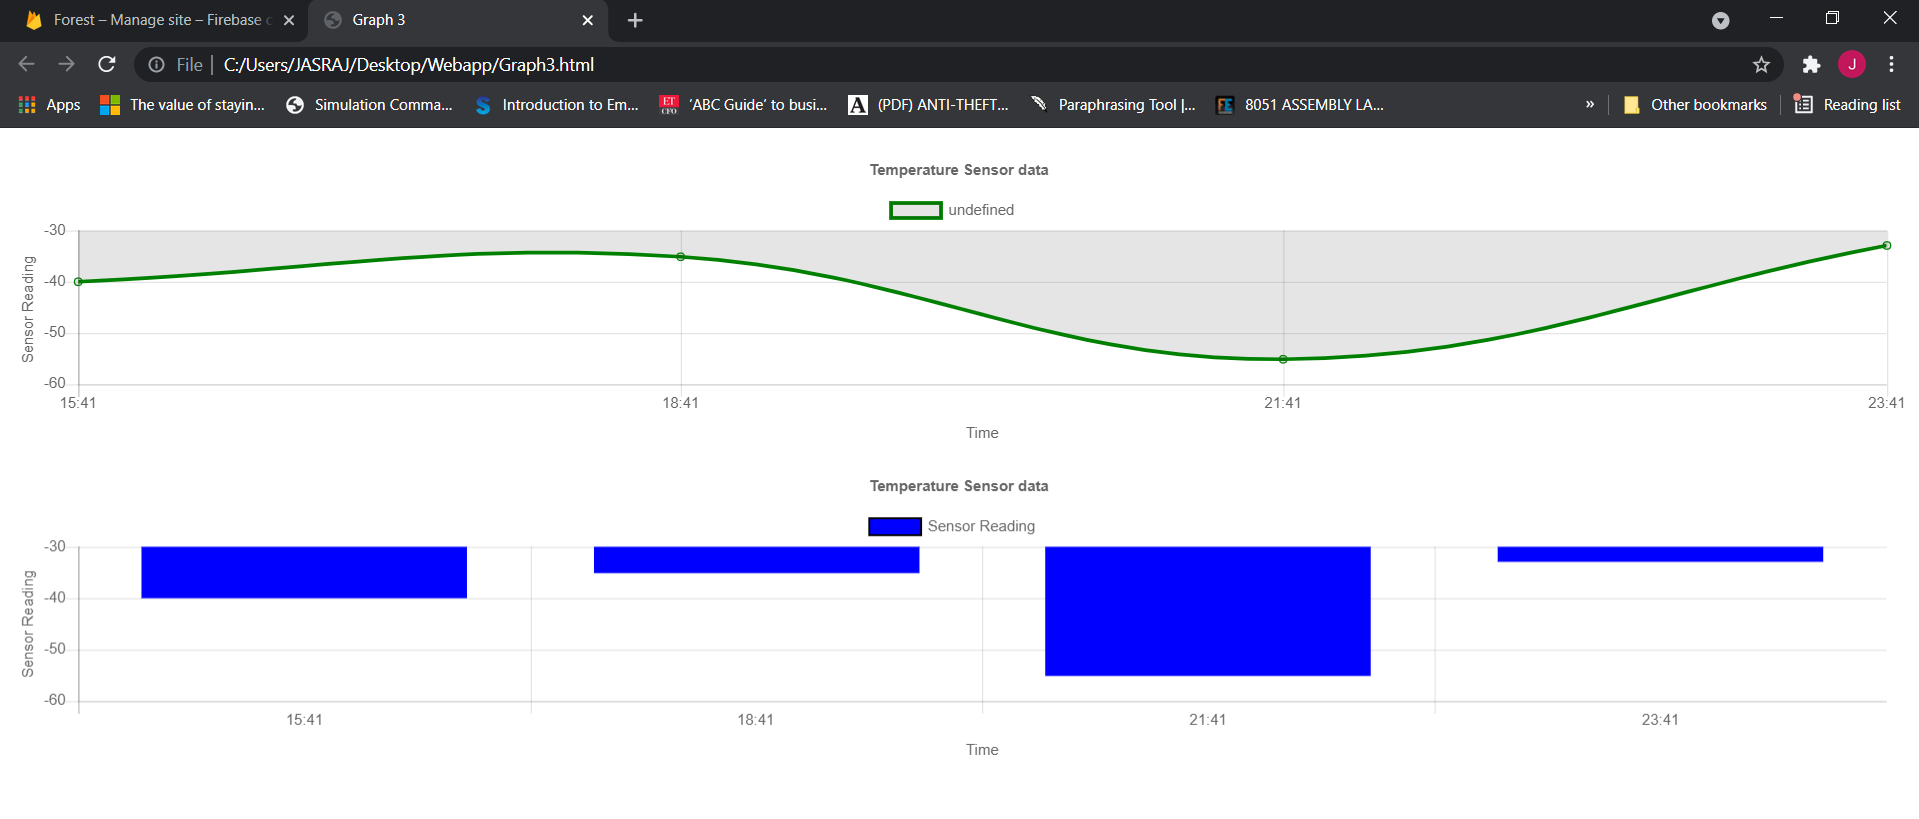 Forest – Manage site – Firebase c
Graph 3
File | C:/Users/JASRAJ/Desktop/Webapp/Graph3.html
J
Apps
The value of stayin...
Simulation Comma...
Introduction to Em...
ET CFO
'ABC Guide' to busi...
A
(PDF) ANTI-THEFT...
Paraphrasing Tool |...
8051 ASSEMBLY LA...
»
Other bookmarks
Reading list
Temperature Sensor data
undefined
Sensor Reading
-30
-40
-50
-60
15:41 18:41 21:41 23:41
Time
Temperature Sensor data
Sensor Reading
Sensor Reading
-30
-40
-50
-60
15:41 18:41 21:41 23:41
Time